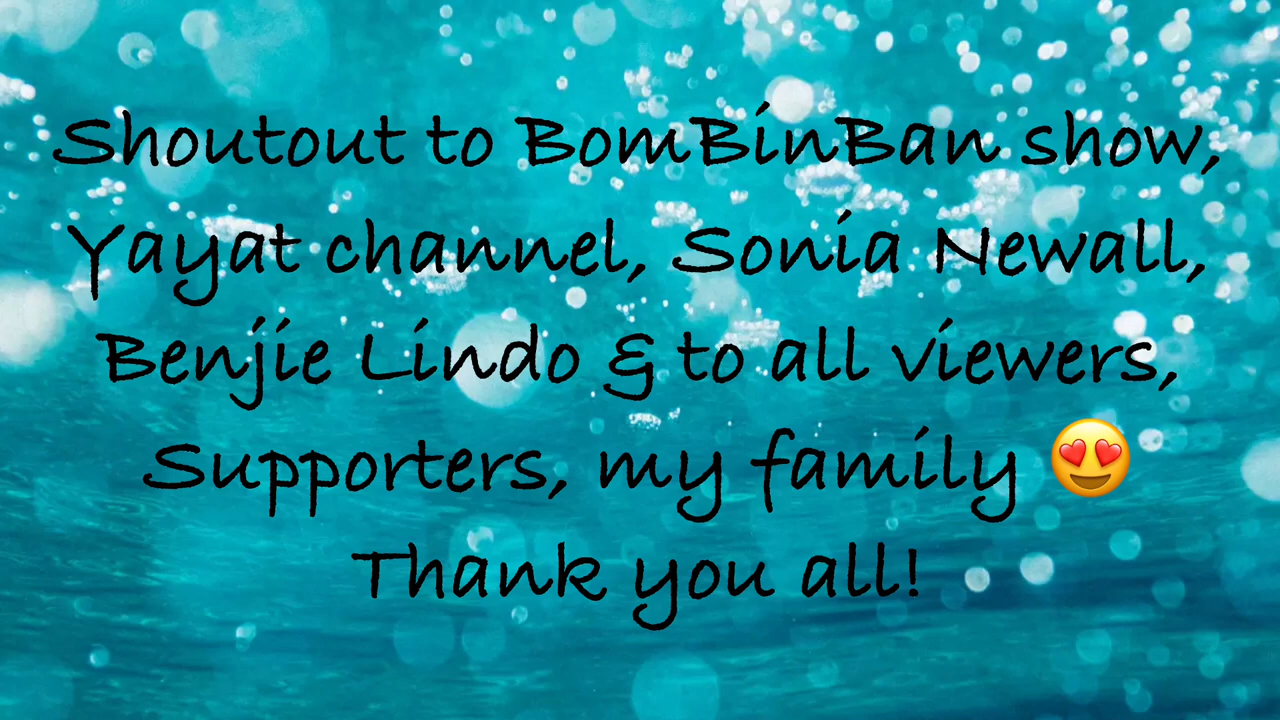 Shoutout to BomBinBan show,
Yayat channel, Sonia Newall,
Benjie Lindo & to all viewers,
Supporters, my family 😍
Thank you all!